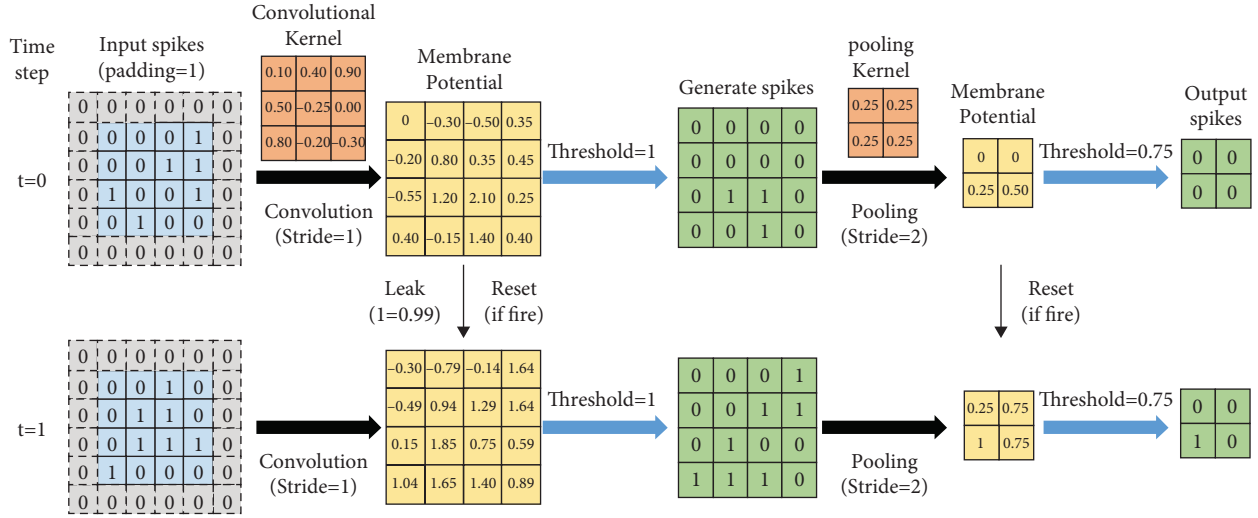 Time
step
Input spikes
(padding=1)
Convolutional
Kernel
Membrane
Potential
Generate spikes
pooling
Kernel
Membrane
Potential
Output
spikes
t=0
0 0 0 0 0 0
0 0 0 0 1 0
0 0 0 1 1 0
0 1 0 0 1 0
0 0 1 0 0 0
0 0 0 0 0 0
0.10 0.40 0.90
0.50 −0.25 0.00
0.80 −0.20 −0.30
Convolution
(Stride=1)
0 −0.30 −0.50 0.35
−0.20 0.80 0.35 0.45
−0.55 1.20 2.10 0.25
0.40 −0.15 1.40 0.40
Threshold=1
0 0 0 0
0 0 0 0
0 1 1 0
0 0 1 0
0.25 0.25
0.25 0.25
Pooling
(Stride=2)
0 0
0.25 0.50
Threshold=0.75
0 0
0 0
Leak
(1=0.99)
Reset
(if fire)
Reset
(if fire)
t=1
0 0 0 0 0 0
0 0 0 1 0 0
0 0 1 1 0 0
0 0 1 1 1 0
0 1 0 0 0 0
0 0 0 0 0 0
Convolution
(Stride=1)
−0.30 −0.79 −0.14 1.64
−0.49 0.94 1.29 1.64
0.15 1.85 0.75 0.59
1.04 1.65 1.40 0.89
Threshold=1
0 0 0 1
0 0 1 1
0 1 0 0
1 1 1 0
Pooling
(Stride=2)
0.25 0.75
1 0.75
Threshold=0.75
0 0
1 0